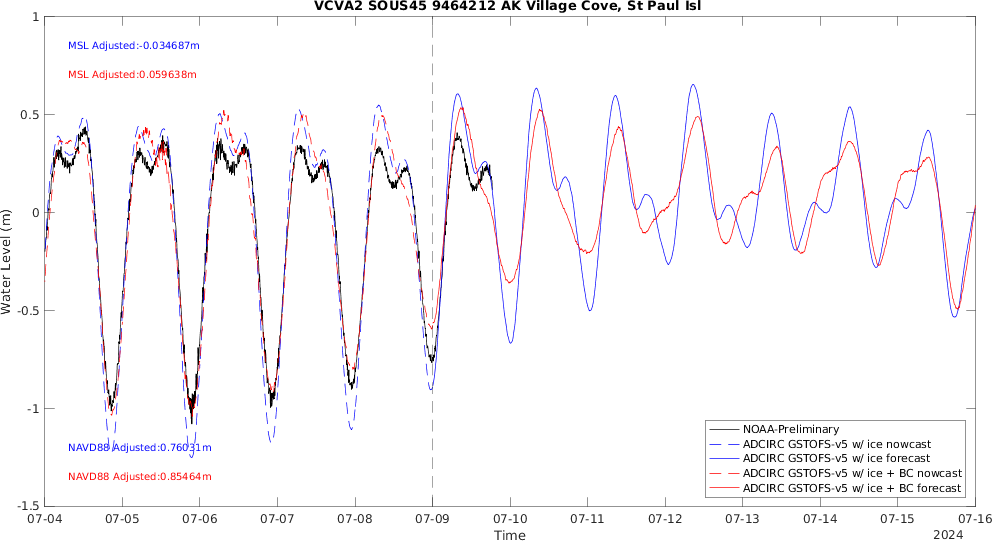 VCVA2 SOUS45 9464212 AK Village Cove, St Paul Isl
MSL Adjusted:-0.034687m
MSL Adjusted:0.059638m
Water Level (m)
1
0.5
0
-0.5
-1
-1.5
NAVD88 Adjusted:0.76031m
NAVD88 Adjusted:0.85464m
NOAA-Preliminary
ADCIRC GSTOFS-v5 w/ ice nowcast
ADCIRC GSTOFS-v5 w/ ice forecast
ADCIRC GSTOFS-v5 w/ ice + BC nowcast
ADCIRC GSTOFS-v5 w/ ice + BC forecast
07-04 07-05 07-06 07-07 07-08 07-09 07-10 07-11 07-12 07-13 07-14 07-15 07-16
Time
2024